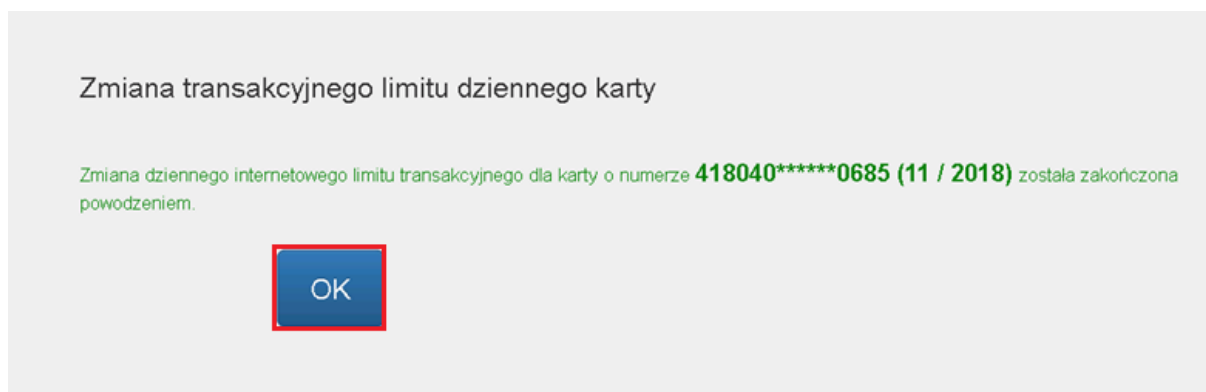 Zmiana transakcyjnego limitu dziennego karty
Zmiana dziennego internetowego limitu transakcyjnego dla karty o numerze 418040******0685 (11 / 2018) została zakończona
powodzeniem.
OK